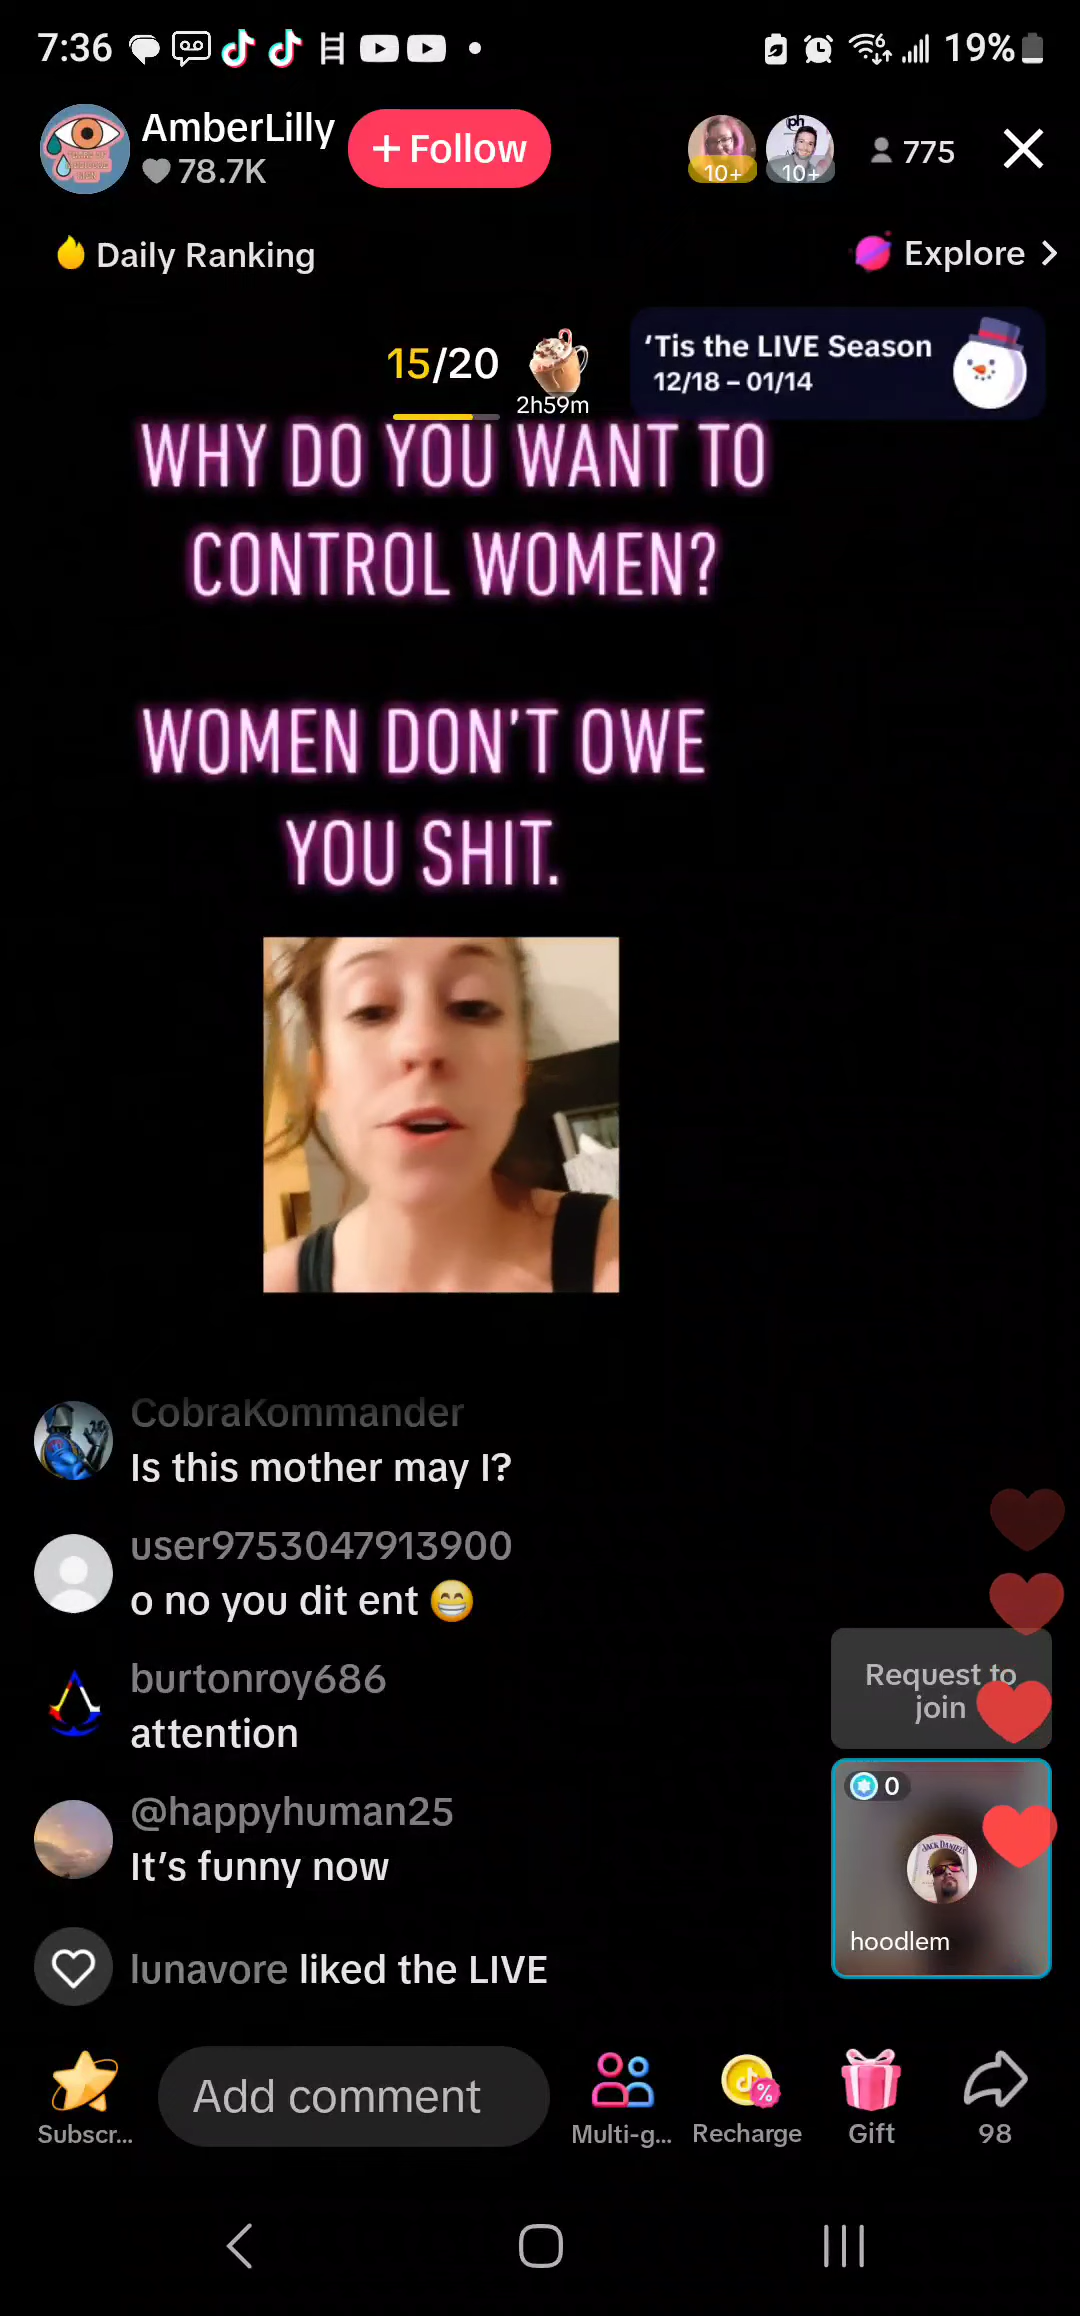 7:36
19%
AmberLilly
78.7K
+ Follow
10+
10+
775
Daily Ranking
Explore >
15/20
2h59m
'Tis the LIVE Season
12/18 – 01/14
WHY DO YOU WANT TO
CONTROL WOMEN?
WOMEN DON'T OWE
YOU SHIT.
CobraKommander
Is this mother may I?
user9753047913900
o no you dit ent 😁
burtonroy686
attention
@happyhuman25
It's funny now
lunavore liked the LIVE
Request to
join
0
JACK DANIEL'S
hoodlem
Subscr...
Add comment
Multi-g...
Recharge
Gift
98